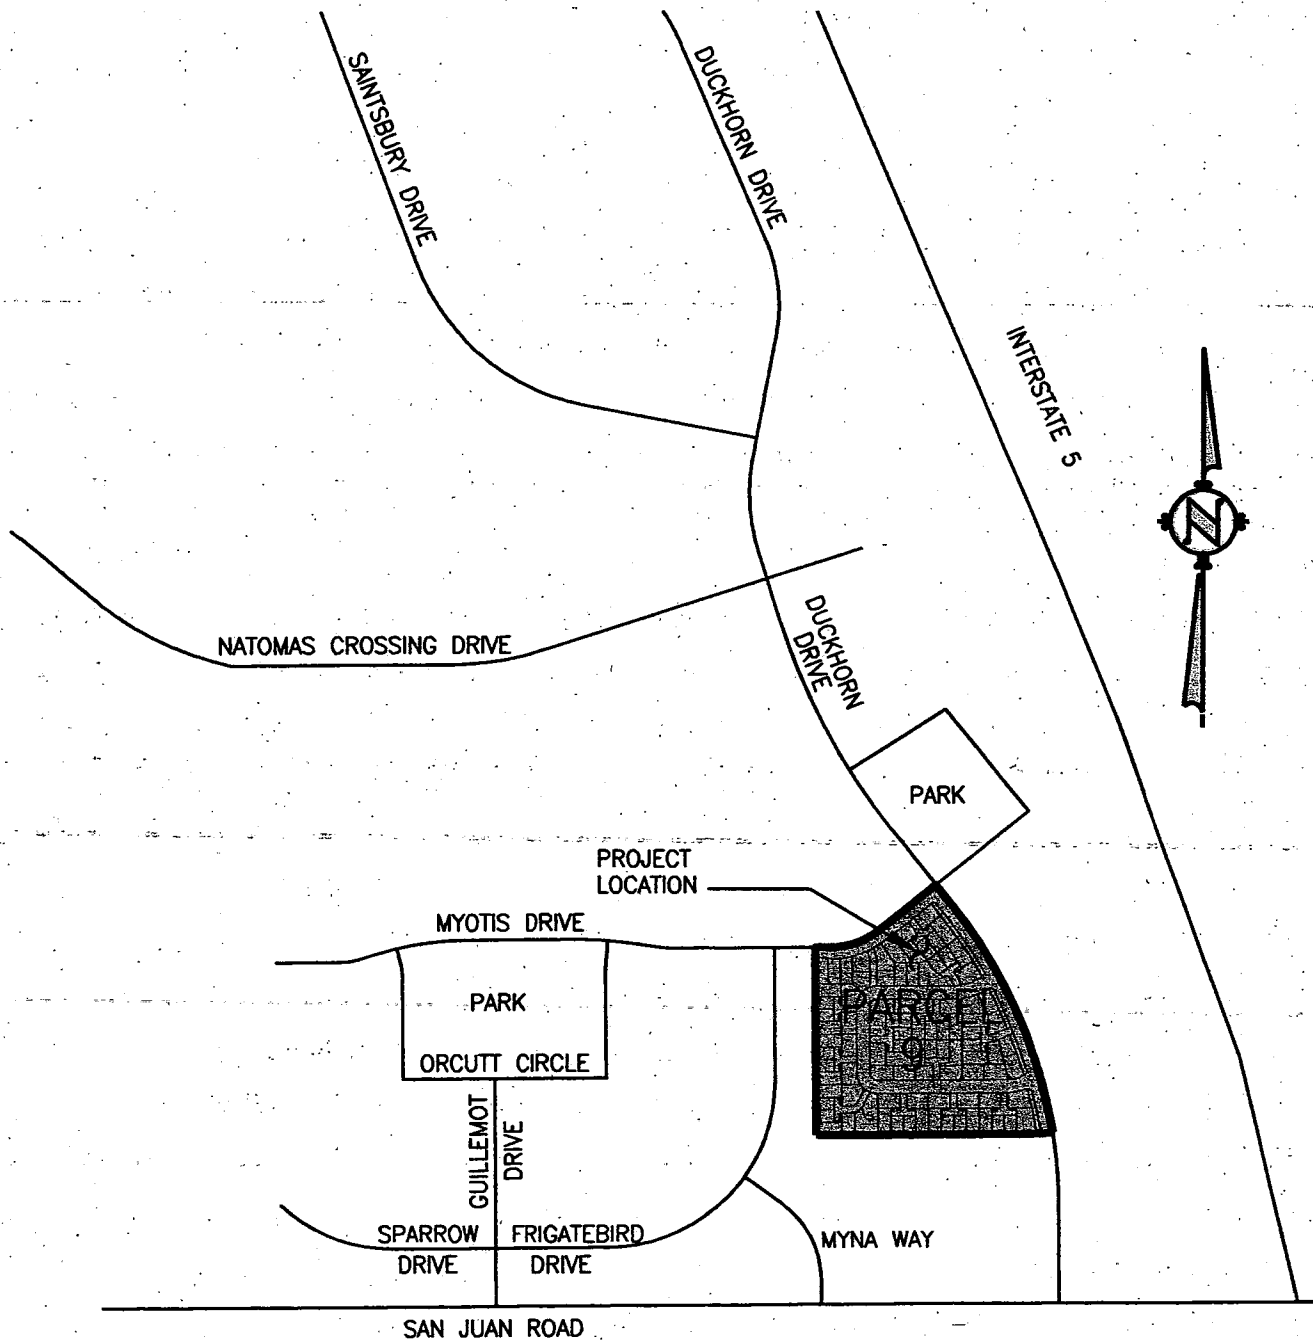 SAINTSBURY DRIVE
DUCKHORN DRIVE
INTERSTATE 5
N
NATOMAS CROSSING DRIVE
DUCKHORN
DRIVE
PARK
PROJECT
LOCATION
MYOTIS DRIVE
PARK
PARCEL
9
ORCUTT CIRCLE
GUILLEMOT
DRIVE
SPARROW
DRIVE
FRIGATEBIRD
DRIVE
MYNA WAY
SAN JUAN ROAD